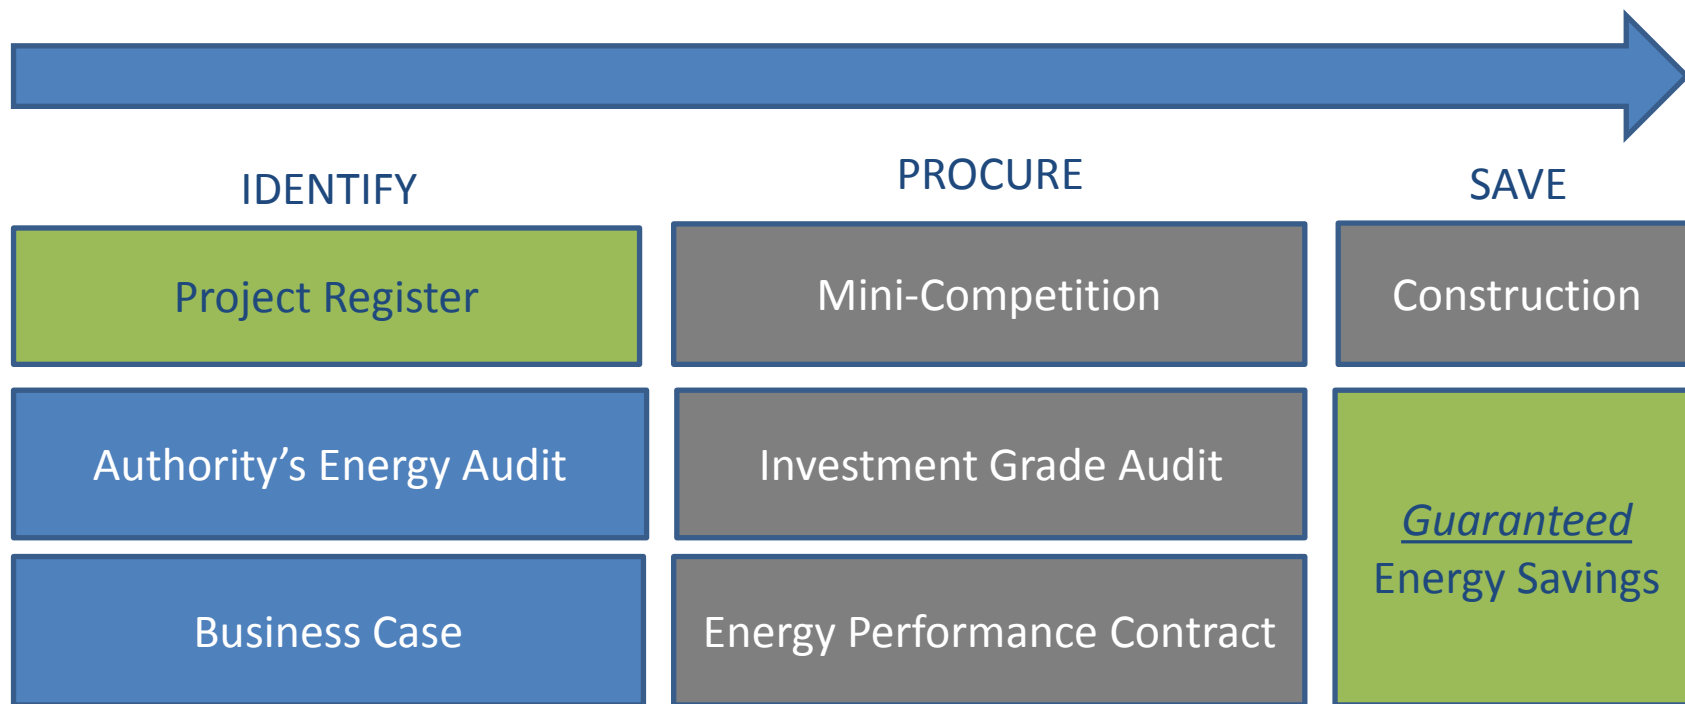 IDENTIFY
Project Register
Authority’s Energy Audit
Business Case
PROCURE
Mini-Competition
Investment Grade Audit
Energy Performance Contract
SAVE
Construction
Guaranteed
Energy Savings